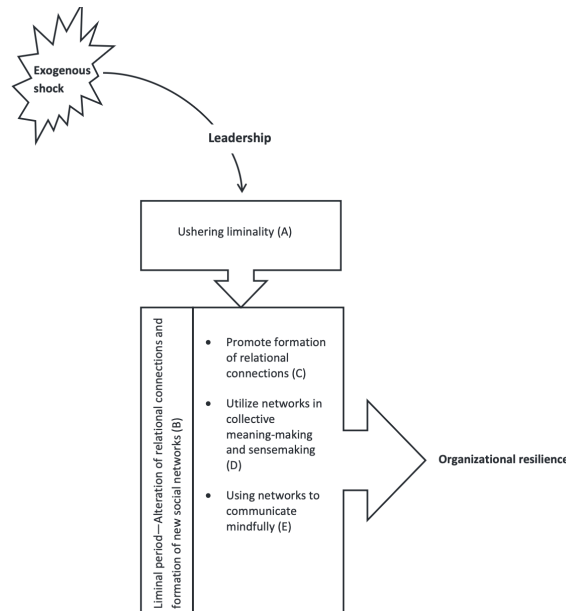 Exogenous
shock
Leadership
Ushering liminality (A)
Liminal period—Alteration of relational connections and
formation of new social networks (B)
• Promote formation
of relational
connections (C)
• Utilize networks in
collective
meaning-making
and sensemaking
(D)
• Using networks to
communicate
mindfully (E)
Organizational resilience